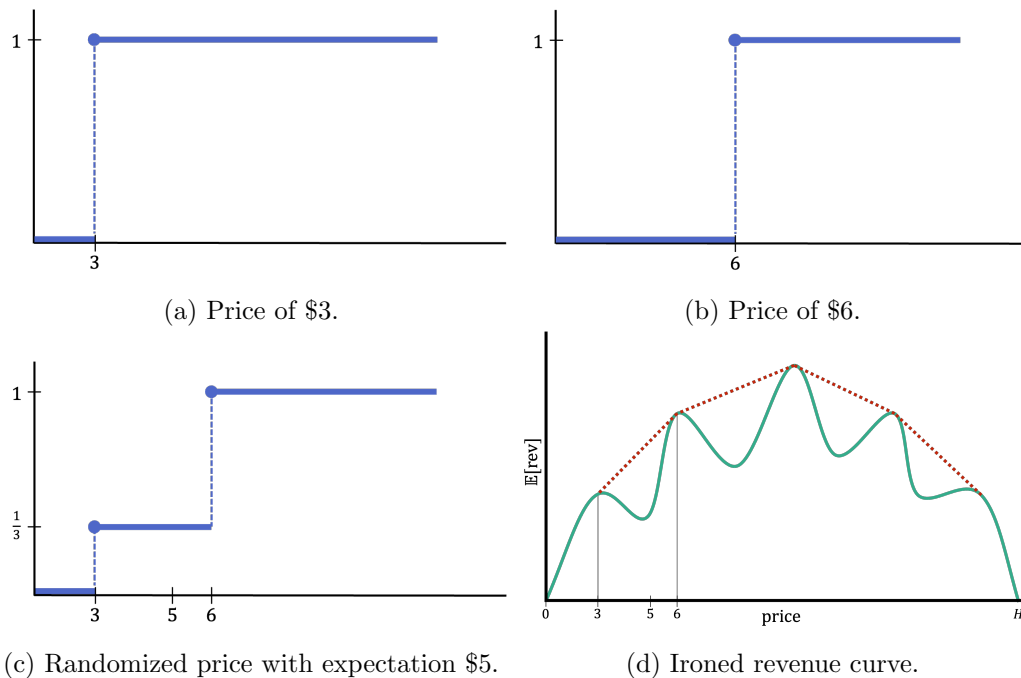 1
3
(a) Price of $3.
1
6
(b) Price of $6.
1
1/3
3 5 6
(c) Randomized price with expectation $5.
𝔼[rev]
0 3 5 6 H
price
(d) Ironed revenue curve.